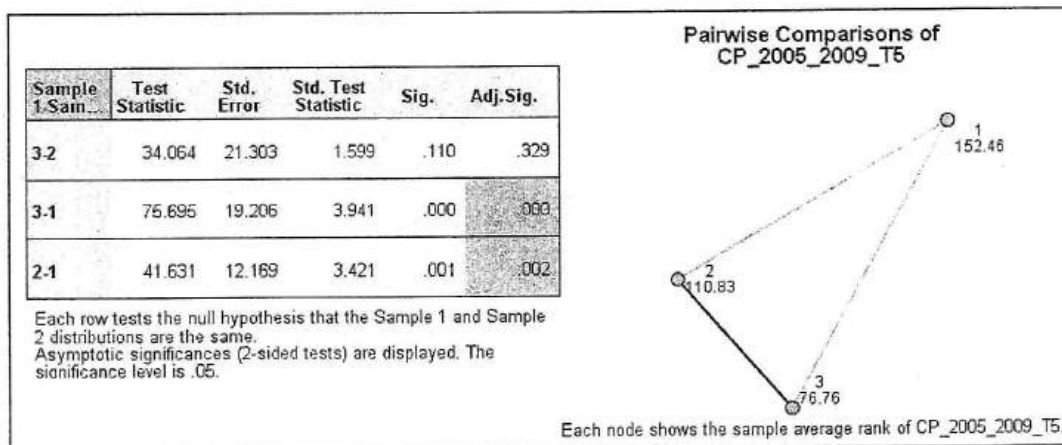 Pairwise Comparisons of
CP_2005_2009_T5
Sample Test Std. Std. Test Sig. Adj.Sig.
1-Sam... Statistic Error Statistic
3-2 34.064 21.303 1.599 .110 .329
3-1 75.695 19.206 3.941 .000 .000
2-1 41.631 12.169 3.421 .001 .002
Each row tests the null hypothesis that the Sample 1 and Sample
2 distributions are the same.
Asymptotic significances (2-sided tests) are displayed. The
significance level is .05.
1
152.46
2
110.83
3
76.76
Each node shows the sample average rank of CP_2005_2009_T5